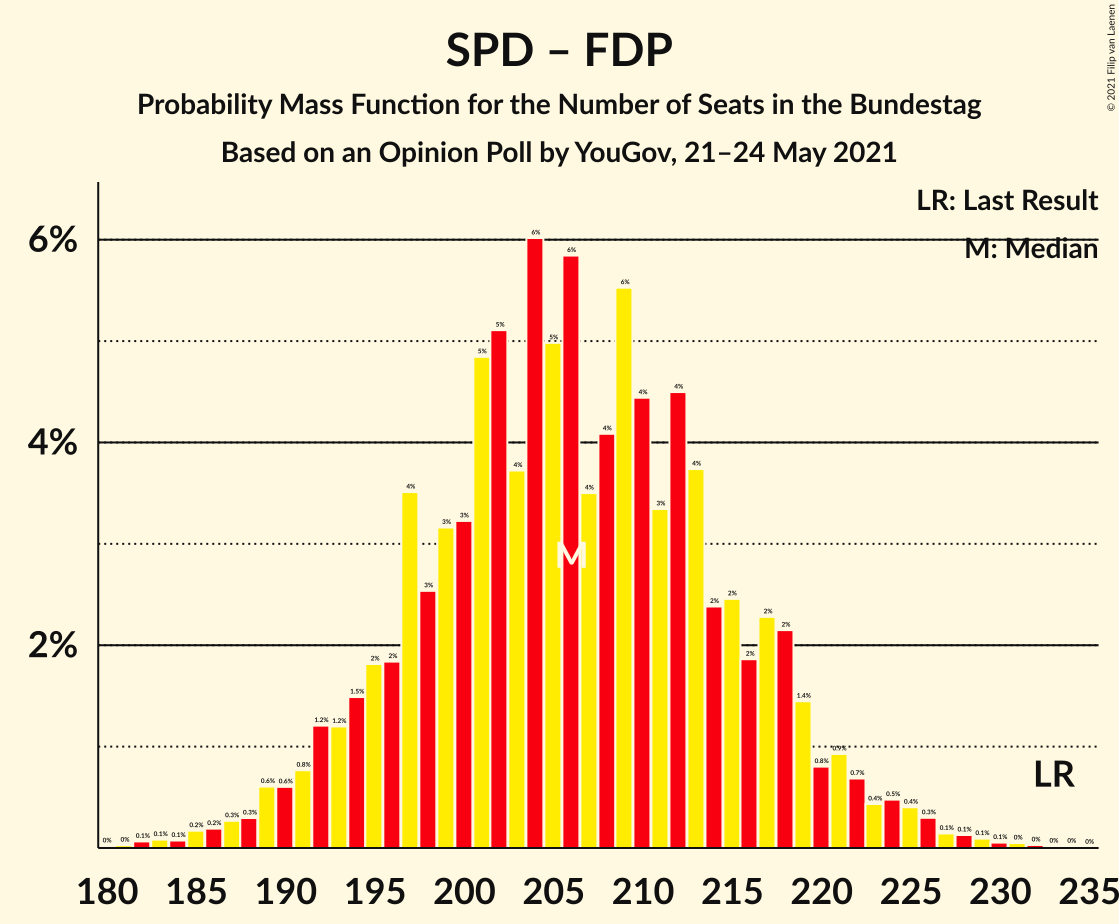 SPD – FDP
Probability Mass Function for the Number of Seats in the Bundestag
Based on an Opinion Poll by YouGov, 21–24 May 2021
© 2021 Filip van Laenen
LR: Last Result
M: Median
6%
4%
2%
0% 0% 0.1% 0.1% 0.1% 0.2% 0.2% 0.3% 0.3% 0.6% 0.6% 0.8% 1.2% 1.2% 1.5% 2% 2% 4% 3% 3% 3% 5% 5% 4% 6% 5% 6% 4% 4% 6% 4% 3% 4% 4% 2% 2% 2% 2% 2% 1.4% 0.8% 0.9% 0.7% 0.4% 0.5% 0.4% 0.3% 0.1% 0.1% 0.1% 0.1% 0% 0% 0% 0% 0%
M
LR
180 185 190 195 200 205 210 215 220 225 230 235